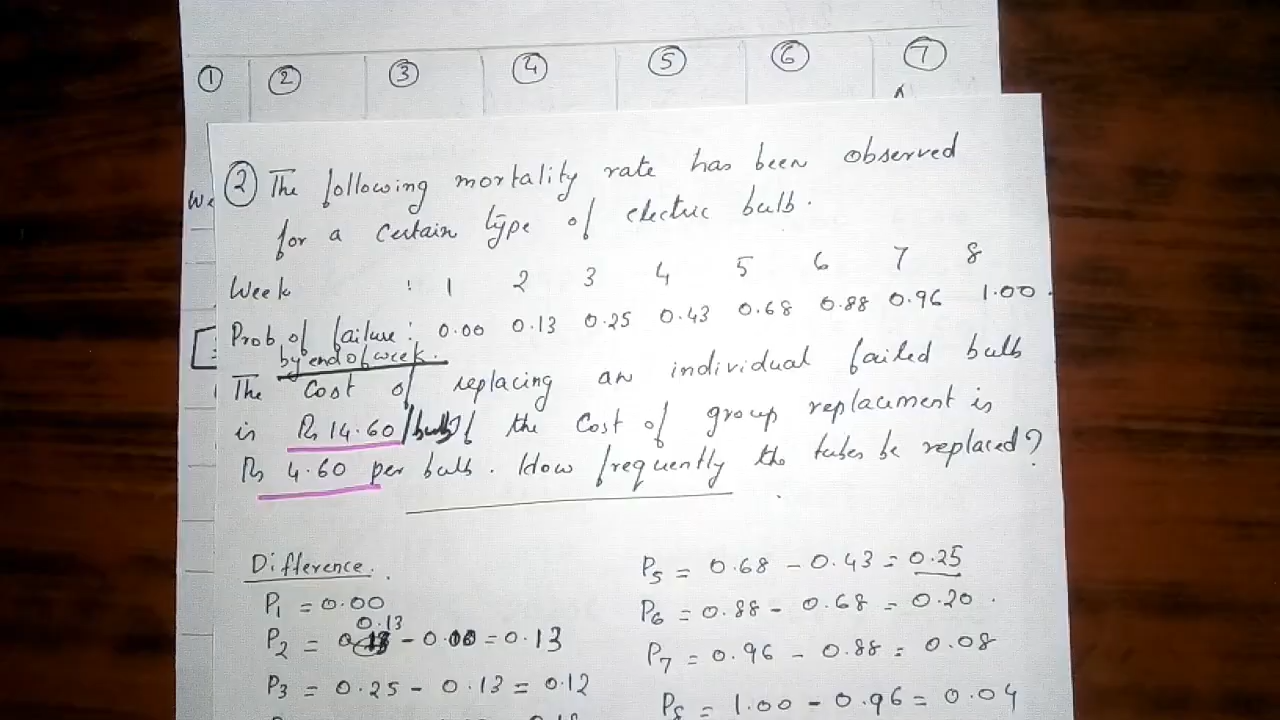 ① ② ③ ④ ⑤ ⑥ ⑦
We
② The following mortality rate has been observed
for a certain type of electric bulb.
Week : 1 2 3 4 5 6 7 8
Prob of failure: 0.00 0.13 0.25 0.43 0.68 0.88 0.96 1.00.
by end of week.
The cost of replacing an individual failed bulb
is Rs 14.60/bulb & the cost of group replacement is
Rs 4.60 per bulb. How frequently the tubes be replaced?
Difference.
P₁ = 0.00
P₂ = 0.13 - 0.00 = 0.13
P₃ = 0.25 - 0.13 = 0.12
P₅ = 0.68 - 0.43 = 0.25
P₆ = 0.88 - 0.68 = 0.20.
P₇ = 0.96 - 0.88 = 0.08
P₈ = 1.00 - 0.96 = 0.04